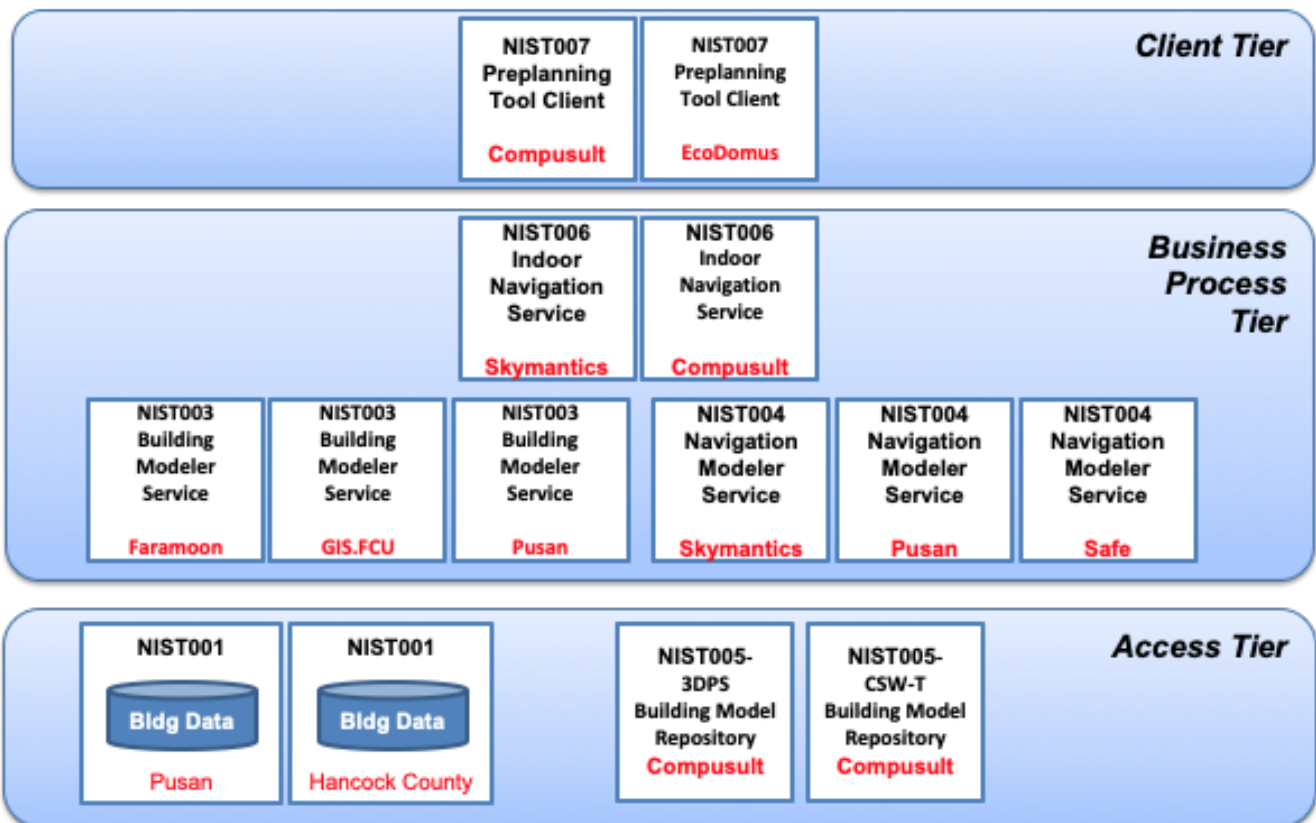 NIST007
Preplanning
Tool Client
Compusult
NIST007
Preplanning
Tool Client
EcoDomus
Client Tier
NIST006
Indoor
Navigation
Service
Skymantics
NIST006
Indoor
Navigation
Service
Compusult
Business
Process
Tier
NIST003
Building
Modeler
Service
Faramoon
NIST003
Building
Modeler
Service
GIS.FCU
NIST003
Building
Modeler
Service
Pusan
NIST004
Navigation
Modeler
Service
Skymantics
NIST004
Navigation
Modeler
Service
Pusan
NIST004
Navigation
Modeler
Service
Safe
NIST001
Bldg Data
Pusan
NIST001
Bldg Data
Hancock County
NIST005-
3DPS
Building Model
Repository
Compusult
NIST005-
CSW-T
Building Model
Repository
Compusult
Access Tier